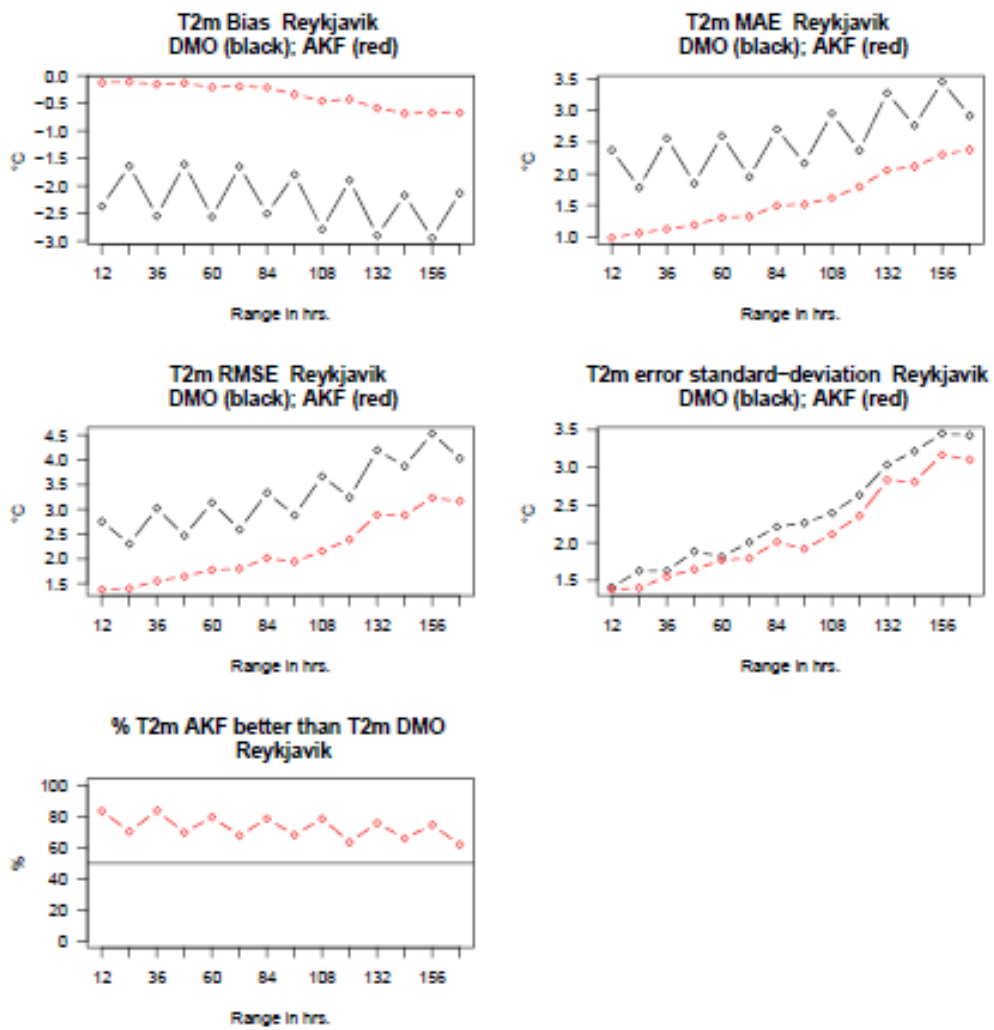 T2m Bias  Reykjavik
DMO (black); AKF (red)
0.0
−0.5
−1.0
−1.5
−2.0
−2.5
−3.0
°C
12 36 60 84 108 132 156
Range in hrs.
T2m MAE  Reykjavik
DMO (black); AKF (red)
3.5
3.0
2.5
2.0
1.5
1.0
°C
12 36 60 84 108 132 156
Range in hrs.
T2m RMSE  Reykjavik
DMO (black); AKF (red)
4.5
4.0
3.5
3.0
2.5
2.0
1.5
°C
12 36 60 84 108 132 156
Range in hrs.
T2m error standard−deviation  Reykjavik
DMO (black); AKF (red)
3.5
3.0
2.5
2.0
1.5
°C
12 36 60 84 108 132 156
Range in hrs.
% T2m AKF better than T2m DMO
Reykjavik
100
80
60
40
20
0
%
12 36 60 84 108 132 156
Range in hrs.